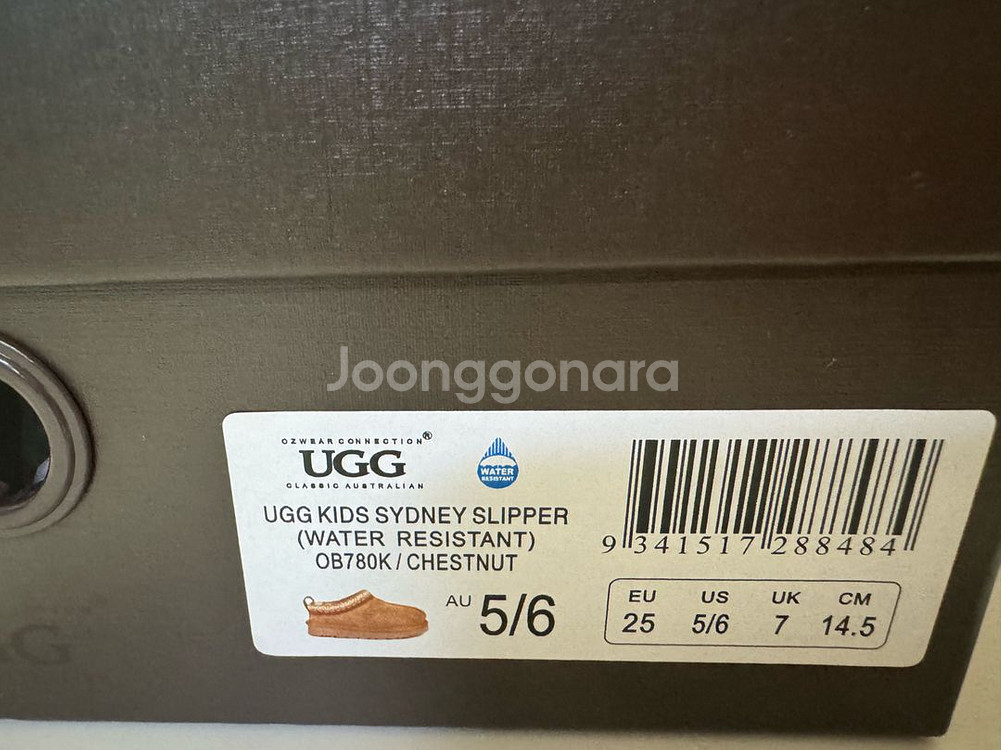 Joonggonara
OZWEAR CONNECTION®
UGG
CLASSIC AUSTRALIAN
WATER
RESISTANT
UGG KIDS SYDNEY SLIPPER
(WATER RESISTANT)
OB780K / CHESTNUT
AU 5/6
9 341517 288484
EU US UK CM
25 5/6 7 14.5